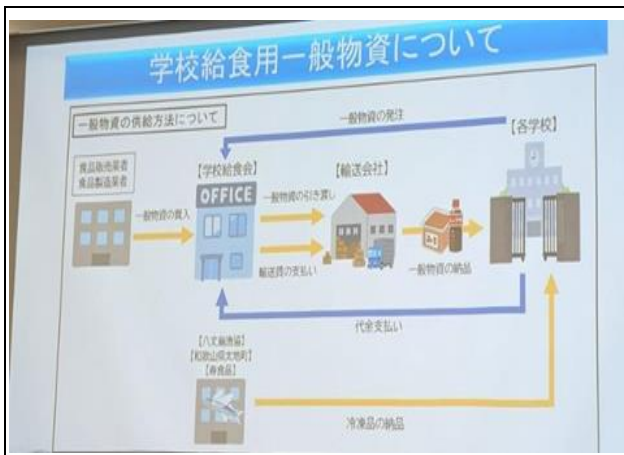 学校給食用一般物資について
一般物資の供給方法について
一般物資の発注
【各学校】
食品販売業者
食品製造業者
【学校給食会】
【輸送会社】
OFFICE
一般物資の買入
一般物資の引き渡し
輸送賃の支払い
一般物資の納品
代金支払い
【八丈島漁協】
【和歌山県太地町】
冷凍品の納品